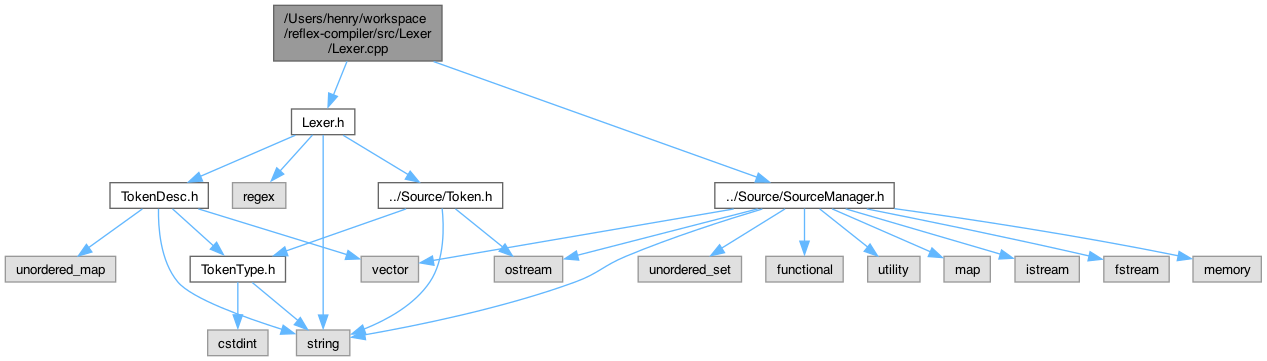 /Users/henry/workspace
/reflex-compiler/src/Lexer
/Lexer.cpp
Lexer.h
TokenDesc.h
regex
../Source/Token.h
../Source/SourceManager.h
unordered_map
TokenType.h
vector
ostream
unordered_set
functional
utility
map
istream
fstream
memory
cstdint
string